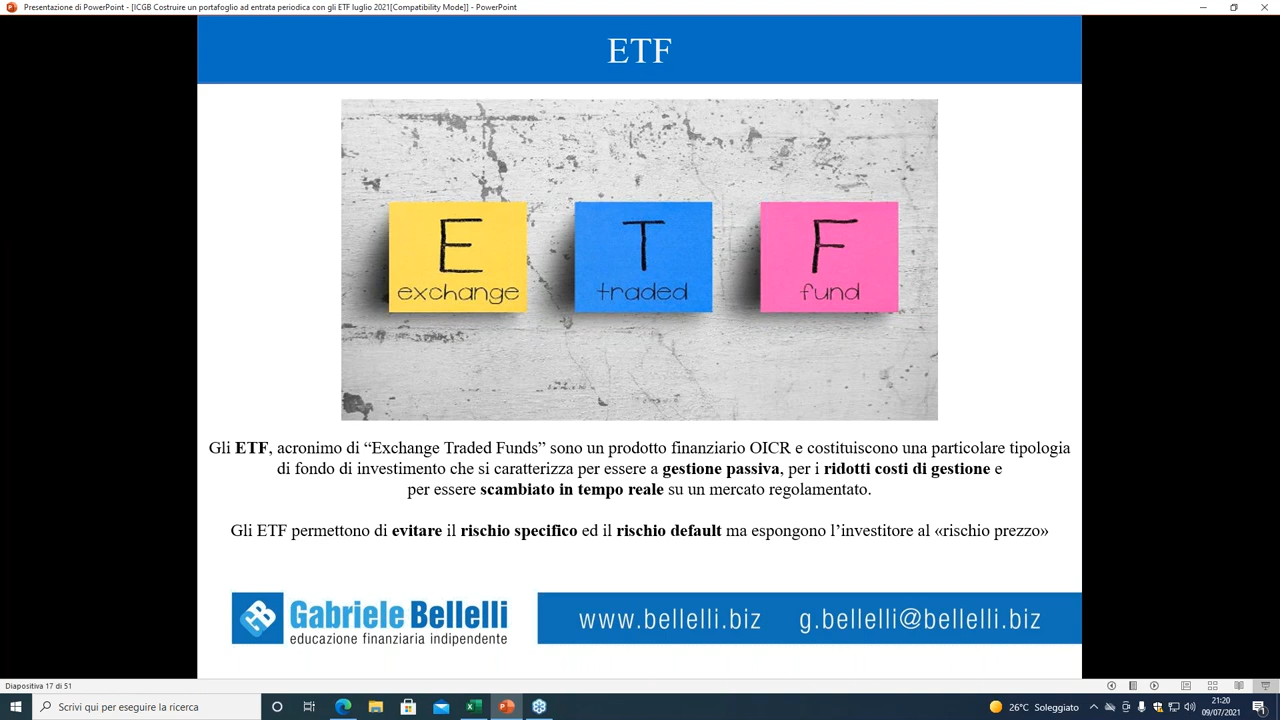 Presentazione di PowerPoint - [ICGB Costruire un portafoglio ad entrata periodica con gli ETF luglio 2021[Compatibility Mode]] - PowerPoint
ETF
E T F
exchange traded fund
Gli ETF, acronimo di “Exchange Traded Funds” sono un prodotto finanziario OICR e costituiscono una particolare tipologia
di fondo di investimento che si caratterizza per essere a gestione passiva, per i ridotti costi di gestione e
per essere scambiato in tempo reale su un mercato regolamentato.
Gli ETF permettono di evitare il rischio specifico ed il rischio default ma espongono l’investitore al «rischio prezzo»
Gabriele Bellelli
educazione finanziaria indipendente
www.bellelli.biz g.bellelli@bellelli.biz
Diapositiva 17 di 51
Scrivi qui per eseguire la ricerca
26°C Soleggiato
21:20
09/07/2021
1